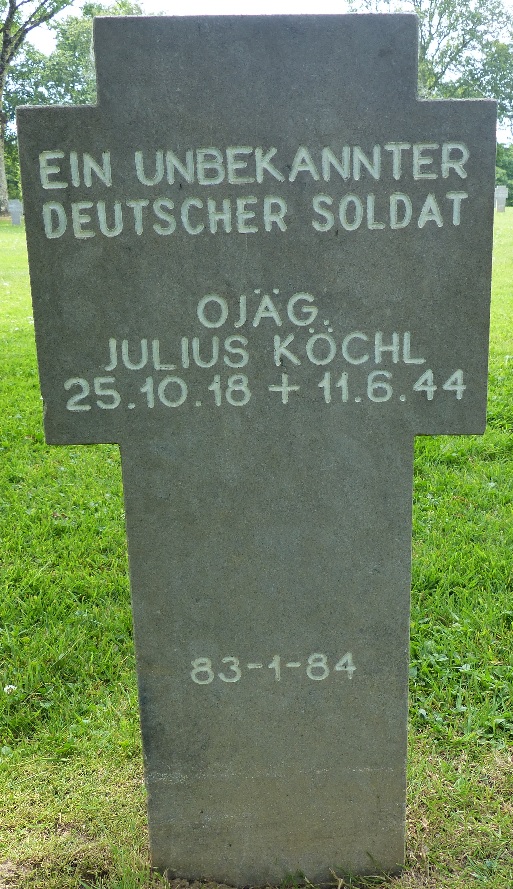 EIN UNBEKANNTER
DEUTSCHER SOLDAT
OJÄG.
JULIUS KÖCHL
25.10.18 + 11.6.44
83-1-84